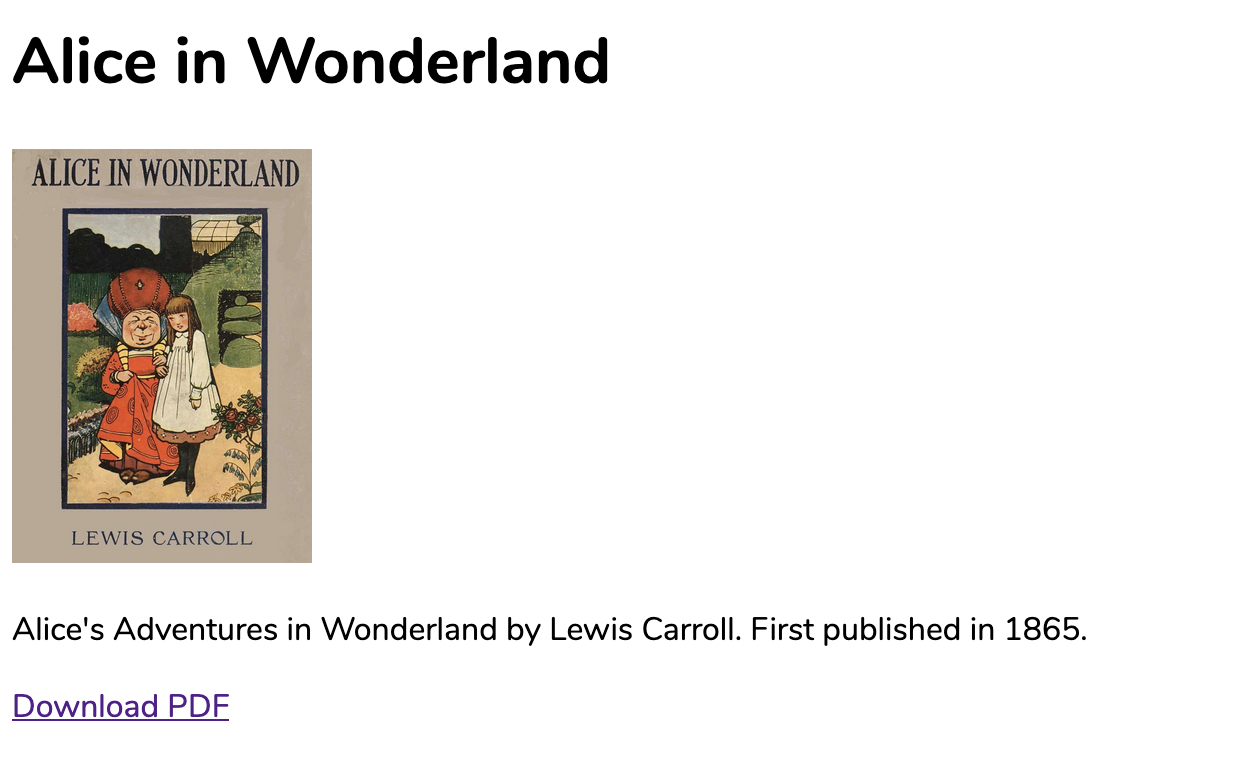 Alice in Wonderland
ALICE IN WONDERLAND
LEWIS CARROLL
Alice's Adventures in Wonderland by Lewis Carroll. First published in 1865.
Download PDF